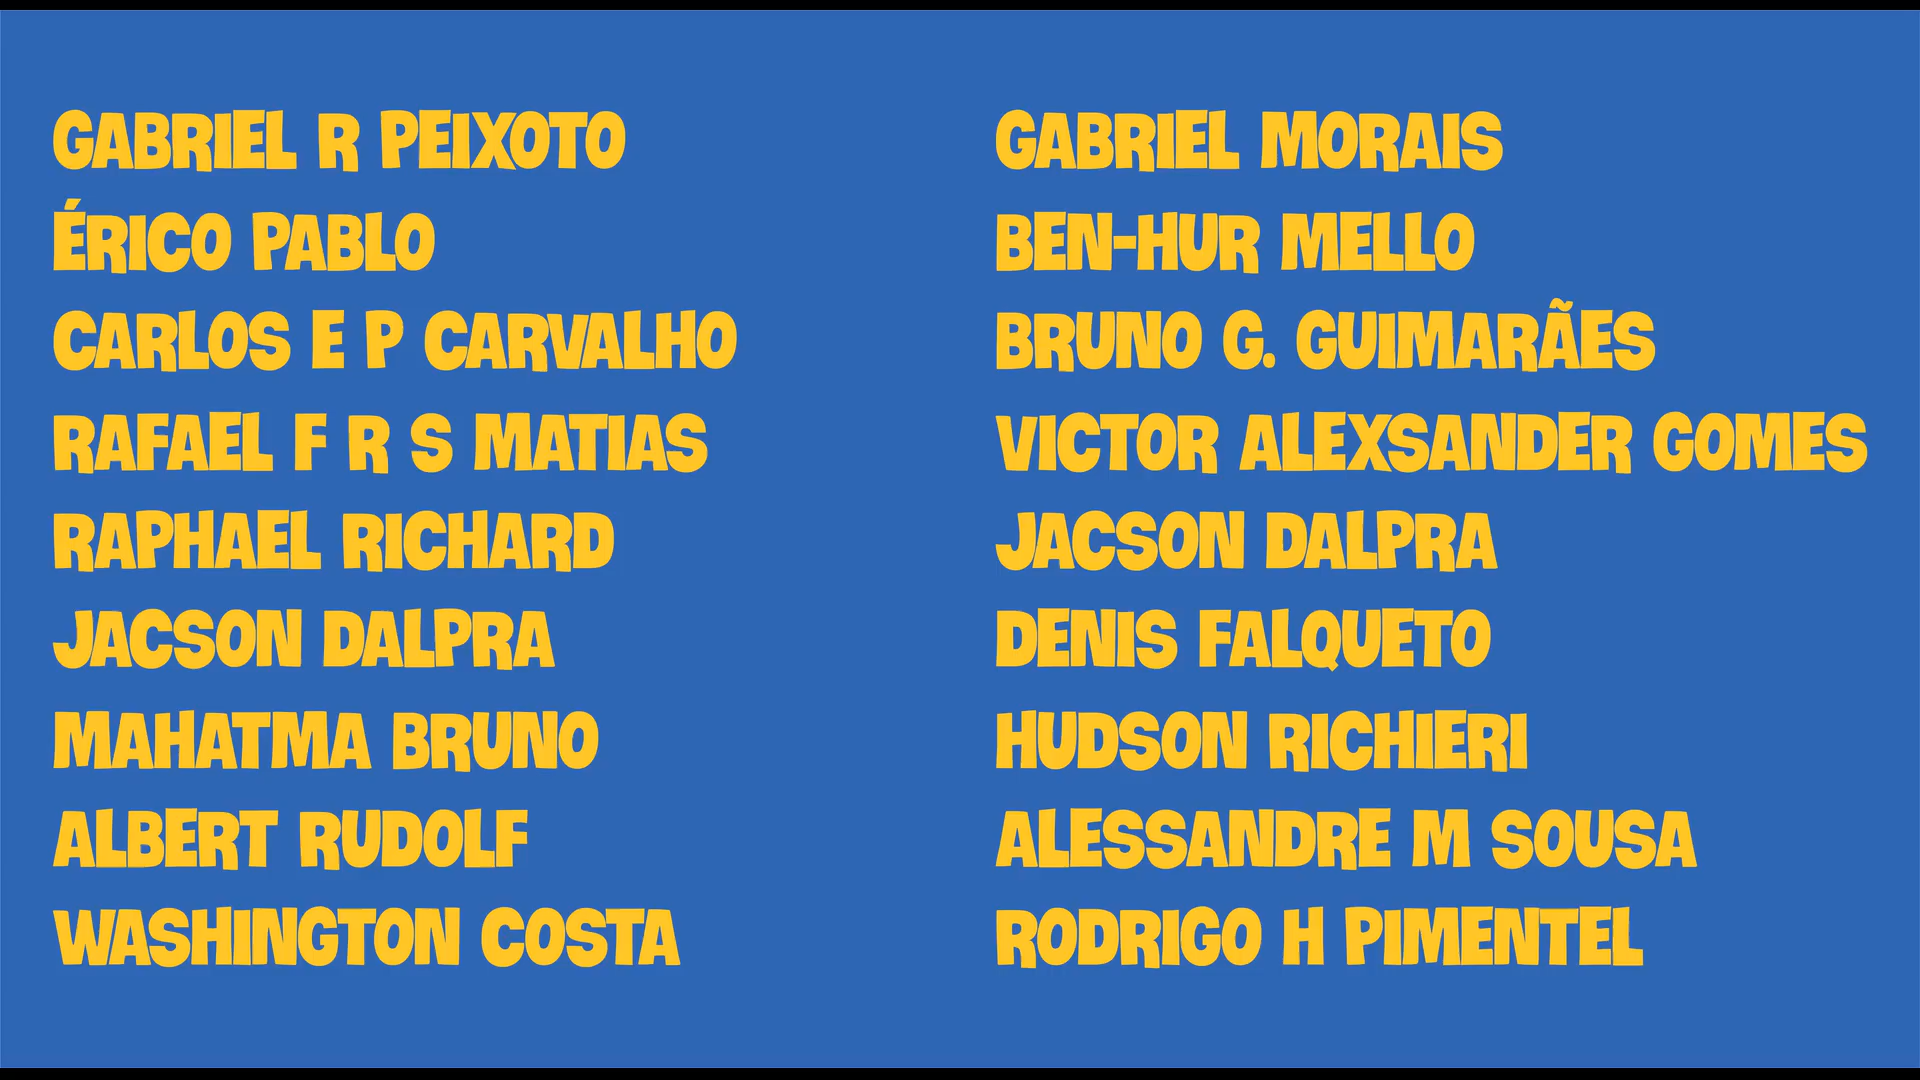 GABRIEL R PEIXOTO
ÉRICO PABLO
CARLOS E P CARVALHO
RAFAEL F R S MATIAS
RAPHAEL RICHARD
JACSON DALPRA
MAHATMA BRUNO
ALBERT RUDOLF
WASHINGTON COSTA
GABRIEL MORAIS
BEN-HUR MELLO
BRUNO G. GUIMARÃES
VICTOR ALEXSANDER GOMES
JACSON DALPRA
DENIS FALQUETO
HUDSON RICHIERI
ALESSANDRE M SOUSA
RODRIGO H PIMENTEL